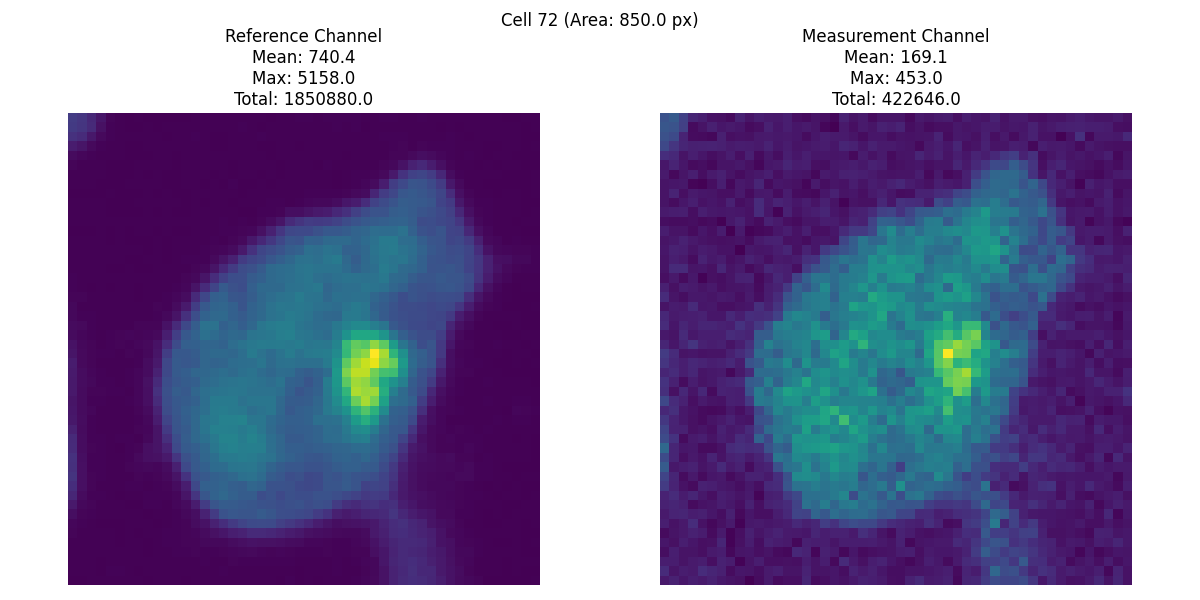 Cell 72 (Area: 850.0 px)
Reference Channel
Mean: 740.4
Max: 5158.0
Total: 1850880.0
Measurement Channel
Mean: 169.1
Max: 453.0
Total: 422646.0